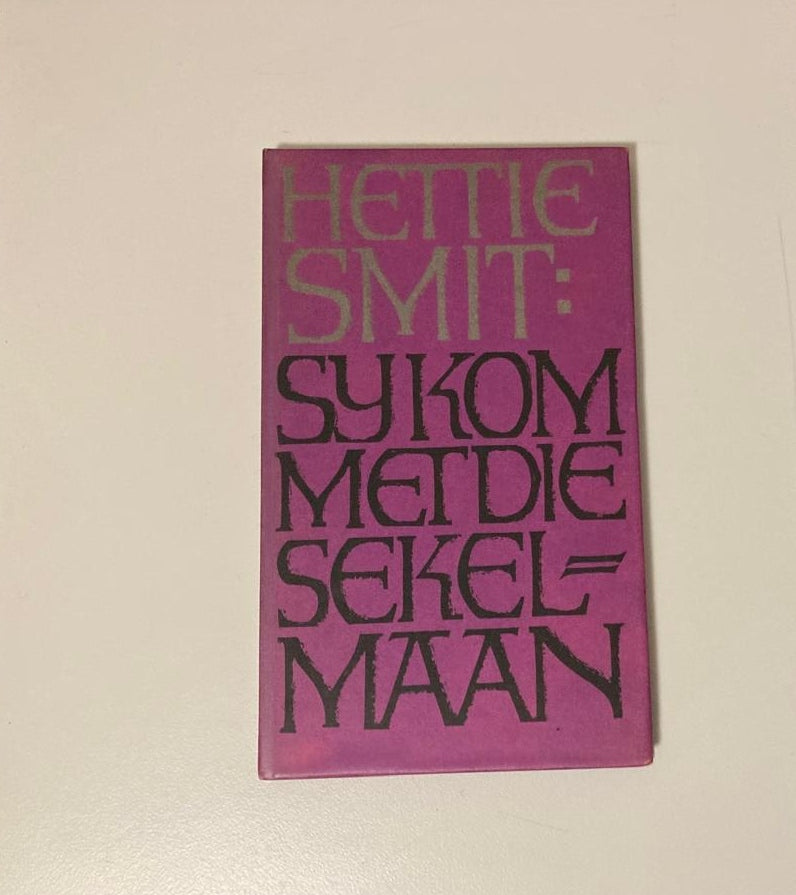 HETTIE
SMIT:
SY KOM
MET DIE
SEKEL=
MAAN